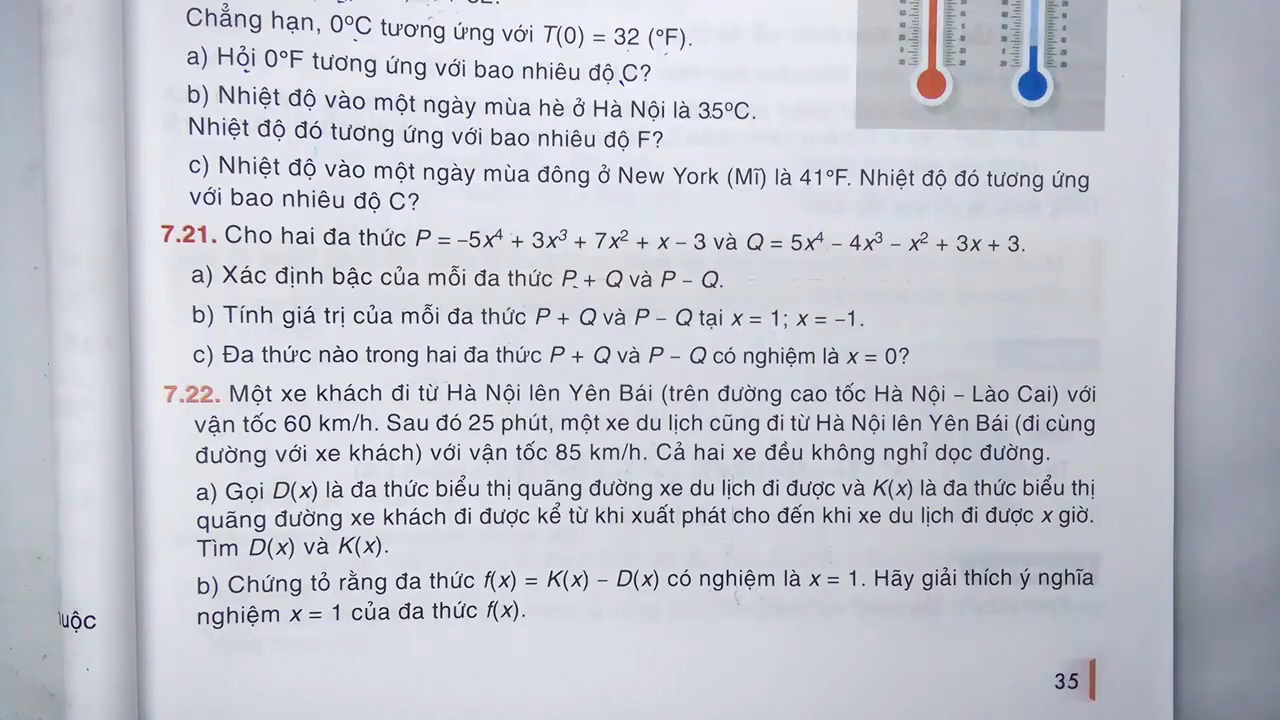 Chẳng hạn, 0°C tương ứng với T(0) = 32 (°F).
a) Hỏi 0°F tương ứng với bao nhiêu độ C?
b) Nhiệt độ vào một ngày mùa hè ở Hà Nội là 35°C.
Nhiệt độ đó tương ứng với bao nhiêu độ F?
c) Nhiệt độ vào một ngày mùa đông ở New York (Mĩ) là 41°F. Nhiệt độ đó tương ứng
với bao nhiêu độ C?
7.21. Cho hai đa thức P = –5x⁴ + 3x³ + 7x² + x – 3 và Q = 5x⁴ – 4x³ – x² + 3x + 3.
a) Xác định bậc của mỗi đa thức P + Q và P – Q.
b) Tính giá trị của mỗi đa thức P + Q và P – Q tại x = 1; x = –1.
c) Đa thức nào trong hai đa thức P + Q và P – Q có nghiệm là x = 0?
7.22. Một xe khách đi từ Hà Nội lên Yên Bái (trên đường cao tốc Hà Nội – Lào Cai) với
vận tốc 60 km/h. Sau đó 25 phút, một xe du lịch cũng đi từ Hà Nội lên Yên Bái (đi cùng
đường với xe khách) với vận tốc 85 km/h. Cả hai xe đều không nghỉ dọc đường.
a) Gọi D(x) là đa thức biểu thị quãng đường xe du lịch đi được và K(x) là đa thức biểu thị
quãng đường xe khách đi được kể từ khi xuất phát cho đến khi xe du lịch đi được x giờ.
Tìm D(x) và K(x).
b) Chứng tỏ rằng đa thức f(x) = K(x) – D(x) có nghiệm là x = 1. Hãy giải thích ý nghĩa
nghiệm x = 1 của đa thức f(x).
35